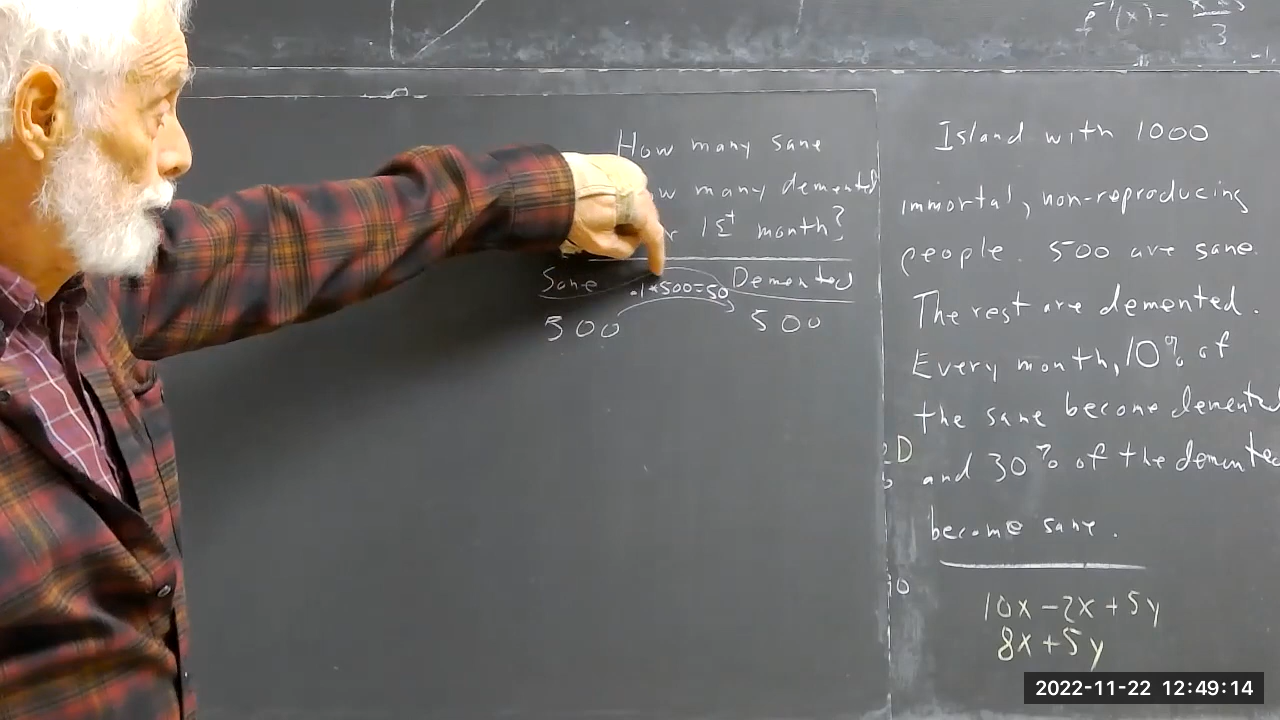 f⁻¹(x) =
3
How many sane
many demented
1st month?
Sane .1*500=50 Demented
500 500
Island with 1000
immortal, non-reproducing
people. 500 are sane.
The rest are demented.
Every month, 10% of
the sane become demented
and 30% of the demented
become sane.
D
10x-2x+5y
8x+5y
2022-11-22 12:49:14